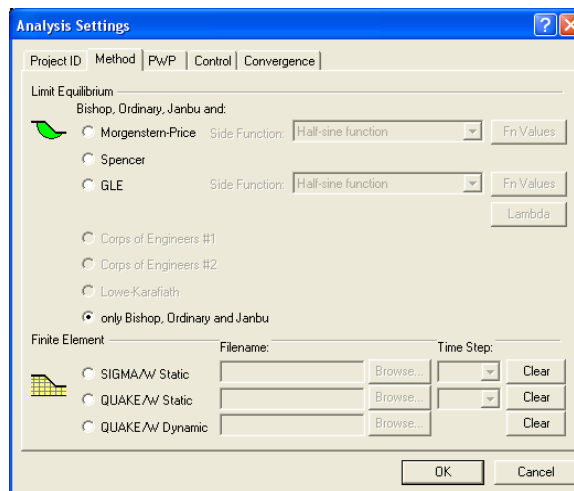 Analysis Settings
Project ID Method PWP Control Convergence
Limit Equilibrium
Bishop, Ordinary, Janbu and:
Morgenstern-Price Side Function: Half-sine function Fn Values
Spencer
GLE Side Function: Half-sine function Fn Values
Lambda
Corps of Engineers #1
Corps of Engineers #2
Lowe-Karafiath
only Bishop, Ordinary and Janbu
Finite Element Filename: Time Step:
SIGMA/W Static Browse... Clear
QUAKE/W Static Browse... Clear
QUAKE/W Dynamic Browse... Clear
OK Cancel